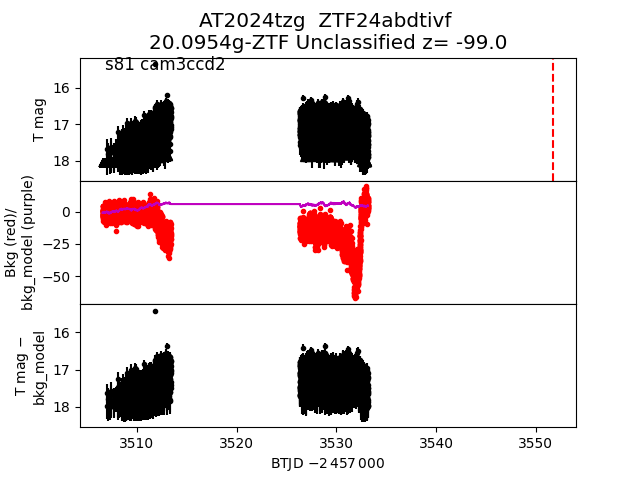 AT2024tzg  ZTF24abdtivf
20.0954g-ZTF Unclassified z= -99.0
s81 cam3ccd2
16
17
18
T mag
0
−25
−50
Bkg (red)/
bkg_model (purple)
16
17
18
T mag −
bkg_model
3510 3520 3530 3540 3550
BTJD −2 457 000